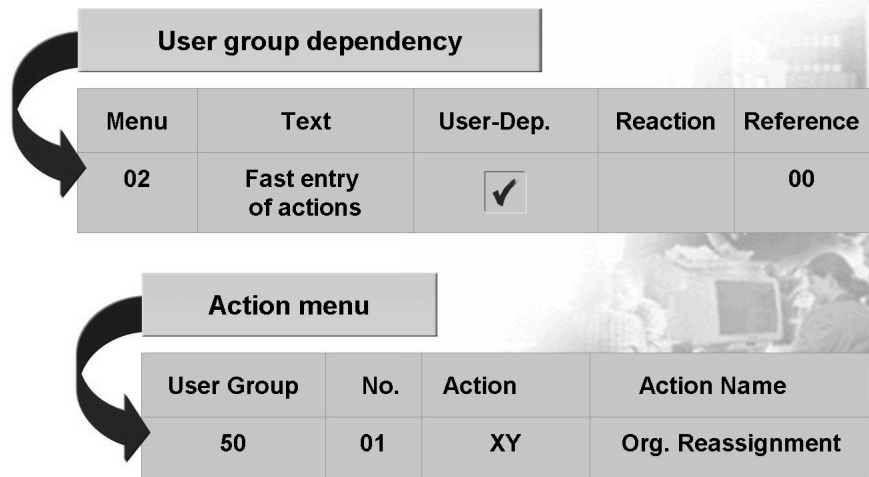 User group dependency
Menu Text User-Dep. Reaction Reference
02 Fast entry 00
of actions
Action menu
User Group No. Action Action Name
50 01 XY Org. Reassignment